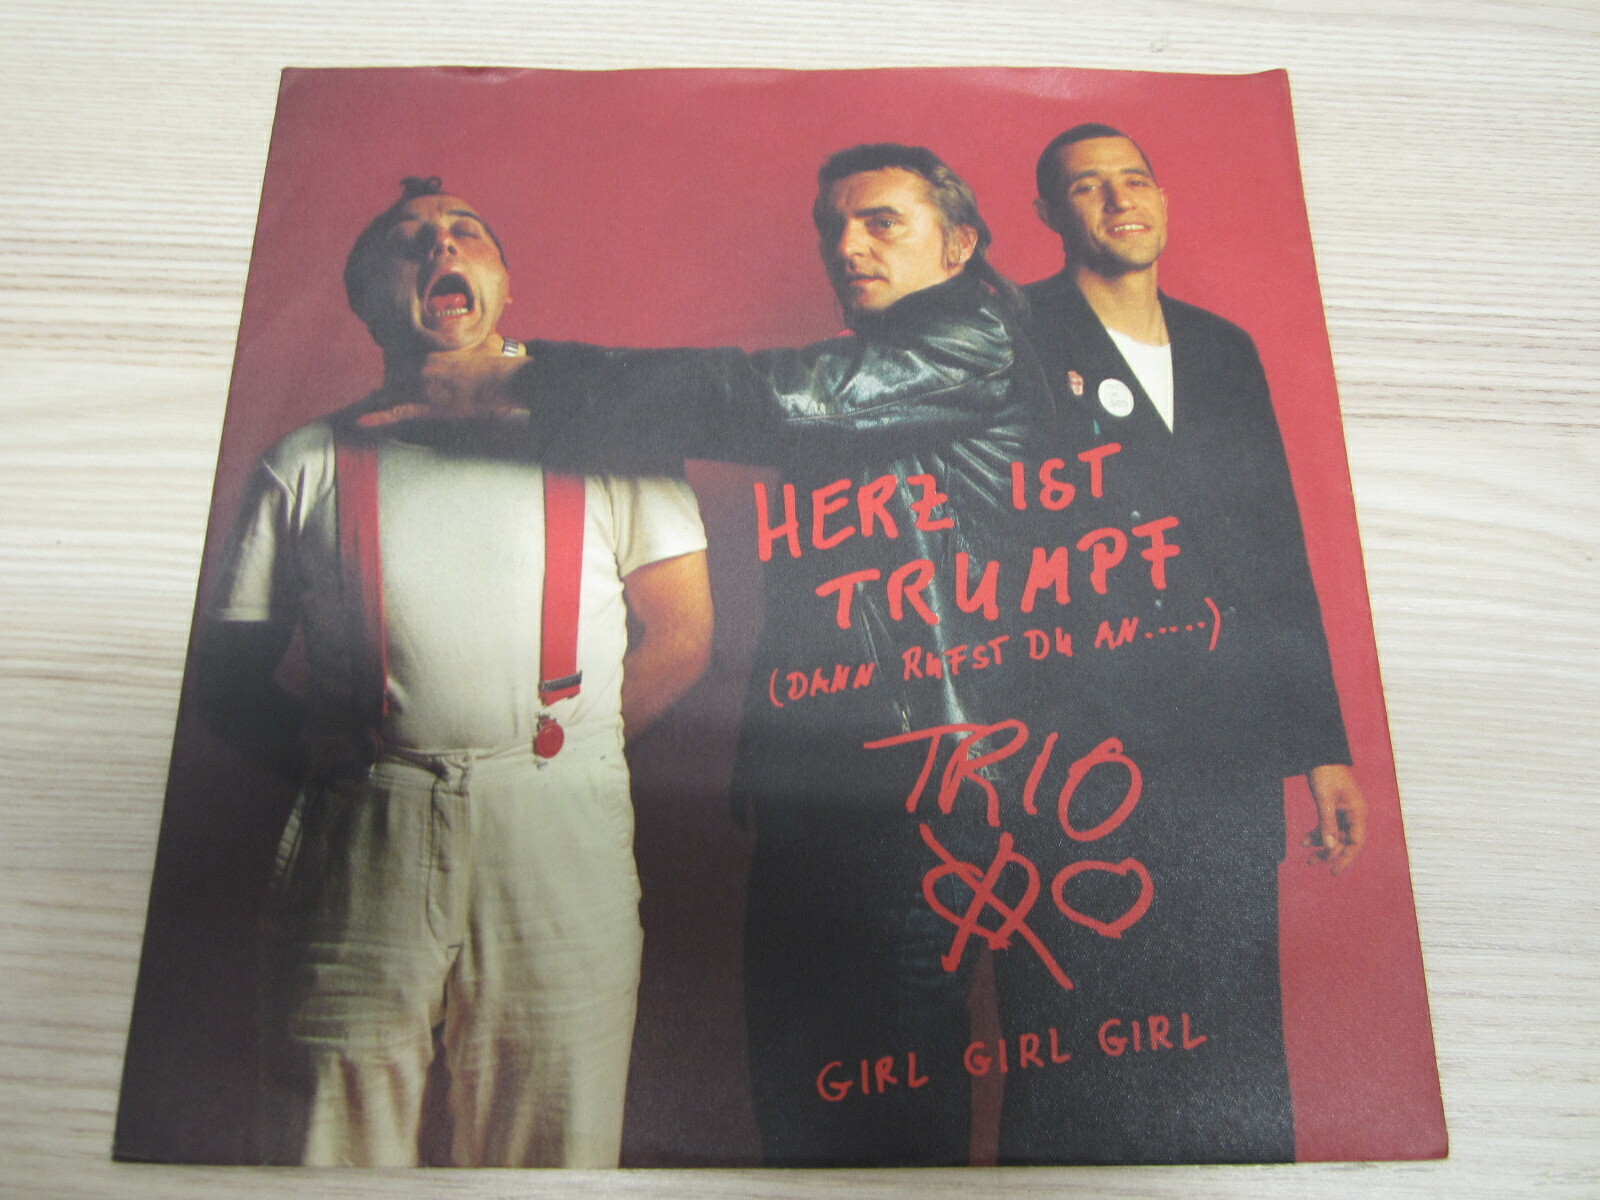 HERZ IST
TRUMPF
(DANN RUFST DU AN.....)
TRIO
GIRL GIRL GIRL